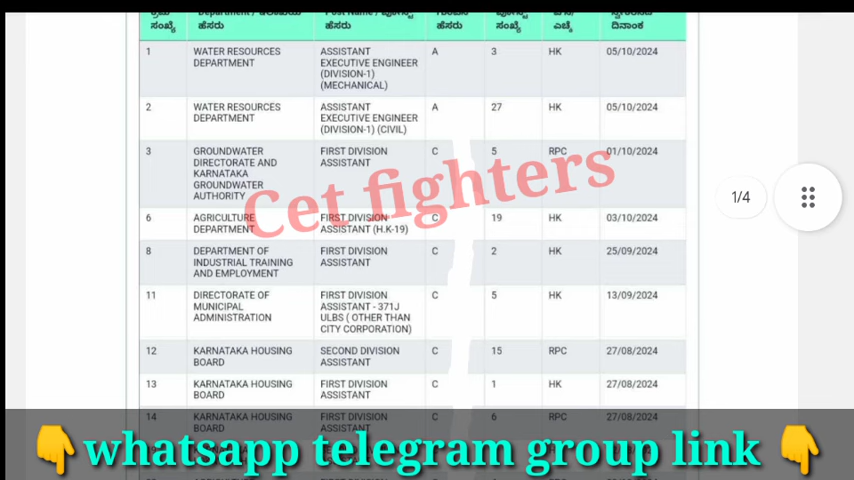 ಸಂಖ್ಯೆ ಹೆಸರು ಹೆಸರು ಹೆಸರು ಸಂಖ್ಯೆ ಎಚ್ಕೆ ದಿನಾಂಕ
1 WATER RESOURCES ASSISTANT A 3 HK 05/10/2024
DEPARTMENT EXECUTIVE ENGINEER
(DIVISION-1)
(MECHANICAL)
2 WATER RESOURCES ASSISTANT A 27 HK 05/10/2024
DEPARTMENT EXECUTIVE ENGINEER
(DIVISION-1) (CIVIL)
3 GROUNDWATER FIRST DIVISION C 5 RPC 01/10/2024
DIRECTORATE AND ASSISTANT
KARNATAKA
GROUNDWATER
AUTHORITY
Cet fighters
6 AGRICULTURE FIRST DIVISION C 19 HK 03/10/2024
DEPARTMENT ASSISTANT (H.K-19)
8 DEPARTMENT OF FIRST DIVISION C 2 HK 25/09/2024
INDUSTRIAL TRAINING ASSISTANT
AND EMPLOYMENT
11 DIRECTORATE OF FIRST DIVISION C 5 HK 13/09/2024
MUNICIPAL ASSISTANT - 371J
ADMINISTRATION ULBS ( OTHER THAN
CITY CORPORATION)
12 KARNATAKA HOUSING SECOND DIVISION C 15 RPC 27/08/2024
BOARD ASSISTANT
13 KARNATAKA HOUSING FIRST DIVISION C 1 HK 27/08/2024
BOARD ASSISTANT
14 KARNATAKA HOUSING FIRST DIVISION C 6 RPC 27/08/2024
BOARD ASSISTANT
1/4
👇whatsapp telegram group link 👇